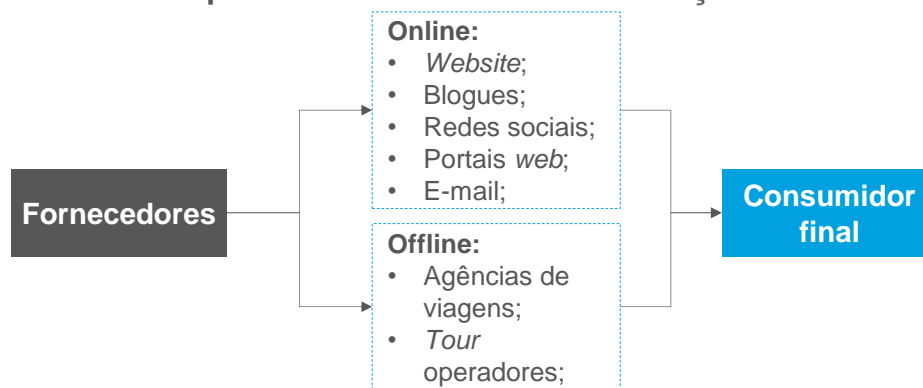 Online:
• Website;
• Blogues;
• Redes sociais;
• Portais web;
• E-mail;
Fornecedores
Consumidor
final
Offline:
• Agências de
viagens;
• Tour
operadores;